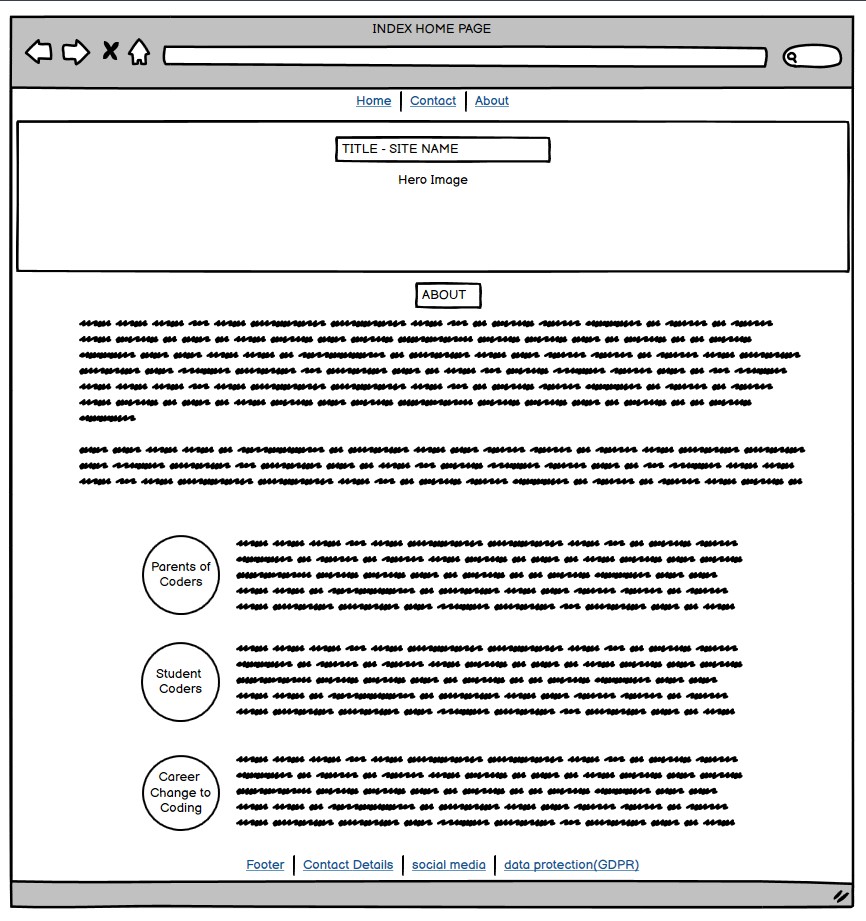 INDEX HOME PAGE
Home | Contact | About
TITLE - SITE NAME
Hero Image
ABOUT
Parents of
Coders
Student
Coders
Career
Change to
Coding
Footer | Contact Details | social media | data protection(GDPR)